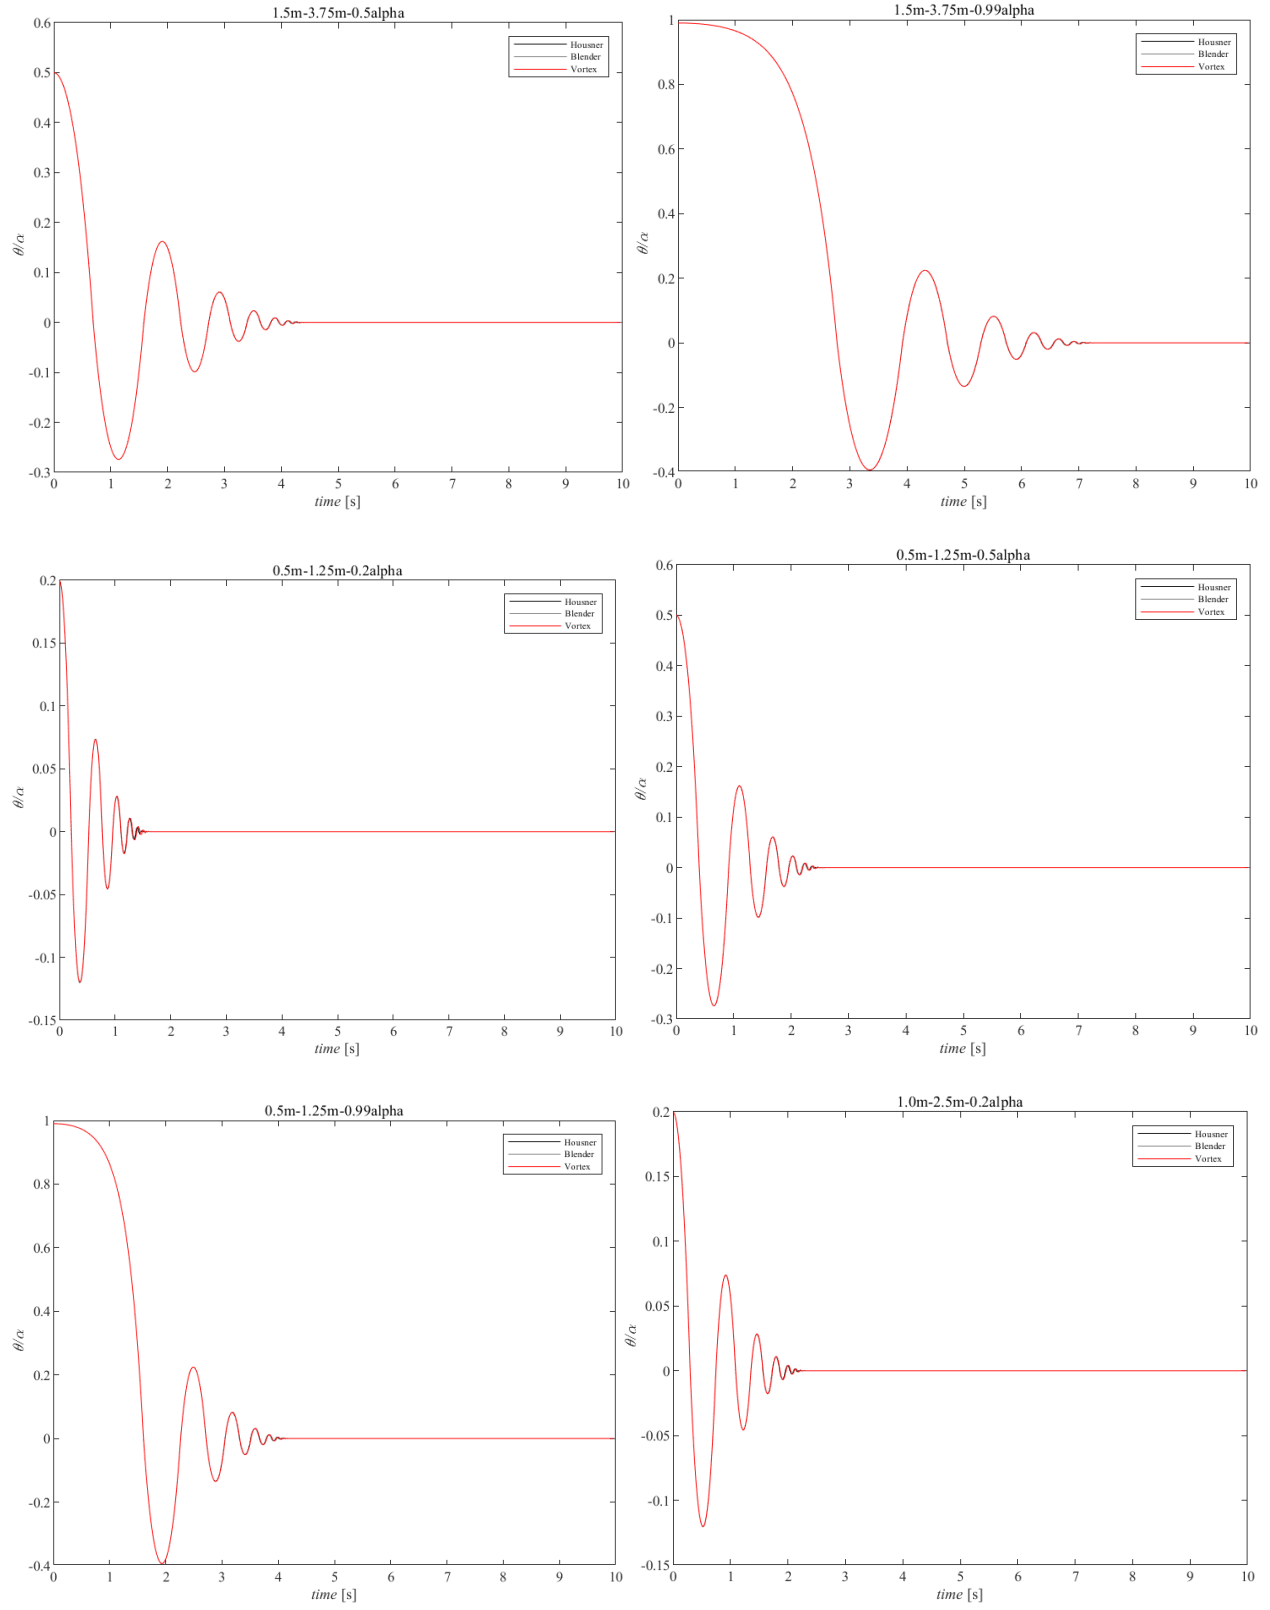 1.5m-3.75m-0.5alpha
0.6
0.5
0.4
0.3
0.2
0.1
0
-0.1
-0.2
-0.3
θ/α
Housner
Blender
Vortex
0 1 2 3 4 5 6 7 8 9 10
time [s]
1.5m-3.75m-0.99alpha
1
0.8
0.6
0.4
0.2
0
-0.2
-0.4
θ/α
Housner
Blender
Vortex
0 1 2 3 4 5 6 7 8 9 10
time [s]
0.5m-1.25m-0.2alpha
0.2
0.15
0.1
0.05
0
-0.05
-0.1
-0.15
θ/α
Housner
Blender
Vortex
0 1 2 3 4 5 6 7 8 9 10
time [s]
0.5m-1.25m-0.5alpha
0.6
0.5
0.4
0.3
0.2
0.1
0
-0.1
-0.2
-0.3
θ/α
Housner
Blender
Vortex
0 1 2 3 4 5 6 7 8 9 10
time [s]
0.5m-1.25m-0.99alpha
1
0.8
0.6
0.4
0.2
0
-0.2
-0.4
θ/α
Housner
Blender
Vortex
0 1 2 3 4 5 6 7 8 9 10
time [s]
1.0m-2.5m-0.2alpha
0.2
0.15
0.1
0.05
0
-0.05
-0.1
-0.15
θ/α
Housner
Blender
Vortex
0 1 2 3 4 5 6 7 8 9 10
time [s]